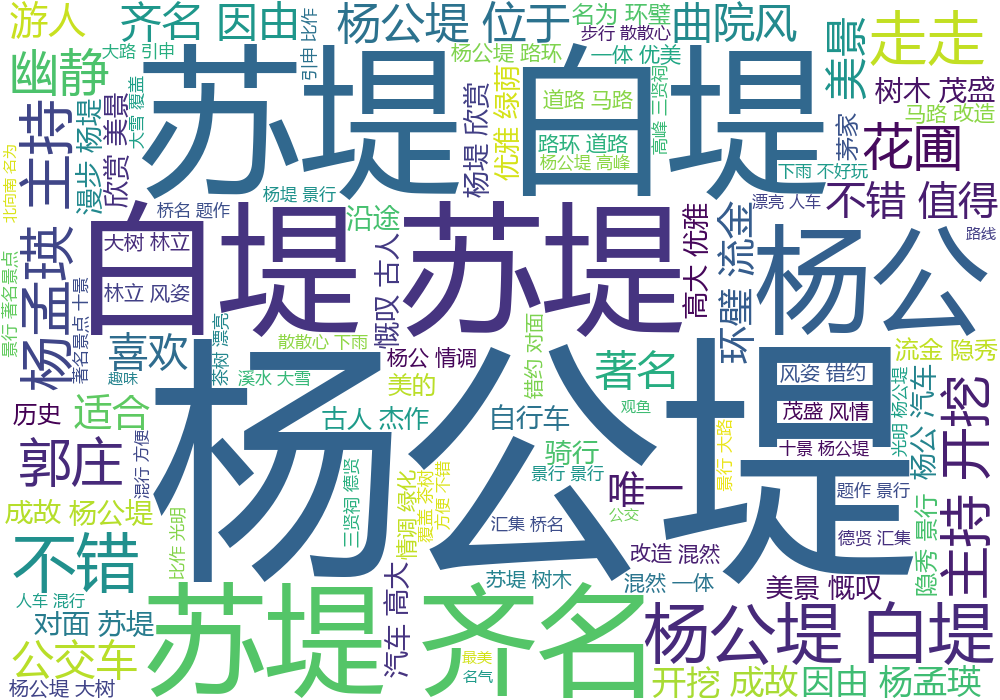 游人
齐名 因由
杨公堤 位于
名为 环璧
步行 散散心
曲院风
美景
走走
大路 引申
引申 比作
幽静
苏堤 白堤
杨公堤 路环
一体 优美
优雅 绿荫
道路 马路
高峰 三贤祠
树木 茂盛
马路 改造
大雪 覆盖
主持
漫步 杨堤
欣赏 美景
杨堤 欣赏
路环 道路
杨公堤 高峰
茅家
花圃
下雨 不好玩
北向南 名为
杨堤 景行
漂亮 人车
不错 值得
桥名 题作
沿途
白堤 苏堤
高大 优雅
环璧 流金
杨公
路线
大树 林立
林立 风姿
慨叹 古人
杨孟瑛
景行 著名景点
著名景点 十景
茶树 漂亮
喜欢
散散心 下雨
错约 对面
杨公 情调
著名
流金 隐秀
趣味
溪水 大雪
美的
风姿 错约
光明 杨公堤
杨公 汽车
开挖
历史
适合
古人 杰作
自行车
观鱼
茂盛 风情
杨公堤
郭庄
混行 方便
骑行
景行 景行
唯一
景行 大路
十景 杨公堤
题作 景行
成故 杨公堤
三贤祠 德贤
情调 绿化
覆盖 茶树
方便 不错
汇集 桥名
公交
德贤 汇集
隐秀 景行
主持
不错
比作 光明
改造 混然
苏堤 树木
混然 一体
美景 慨叹
人车 混行
对面 苏堤
汽车 高大
苏堤 齐名
杨公堤 白堤
公交车
最美
名气
杨公堤 大树
开挖 成故
因由 杨孟瑛